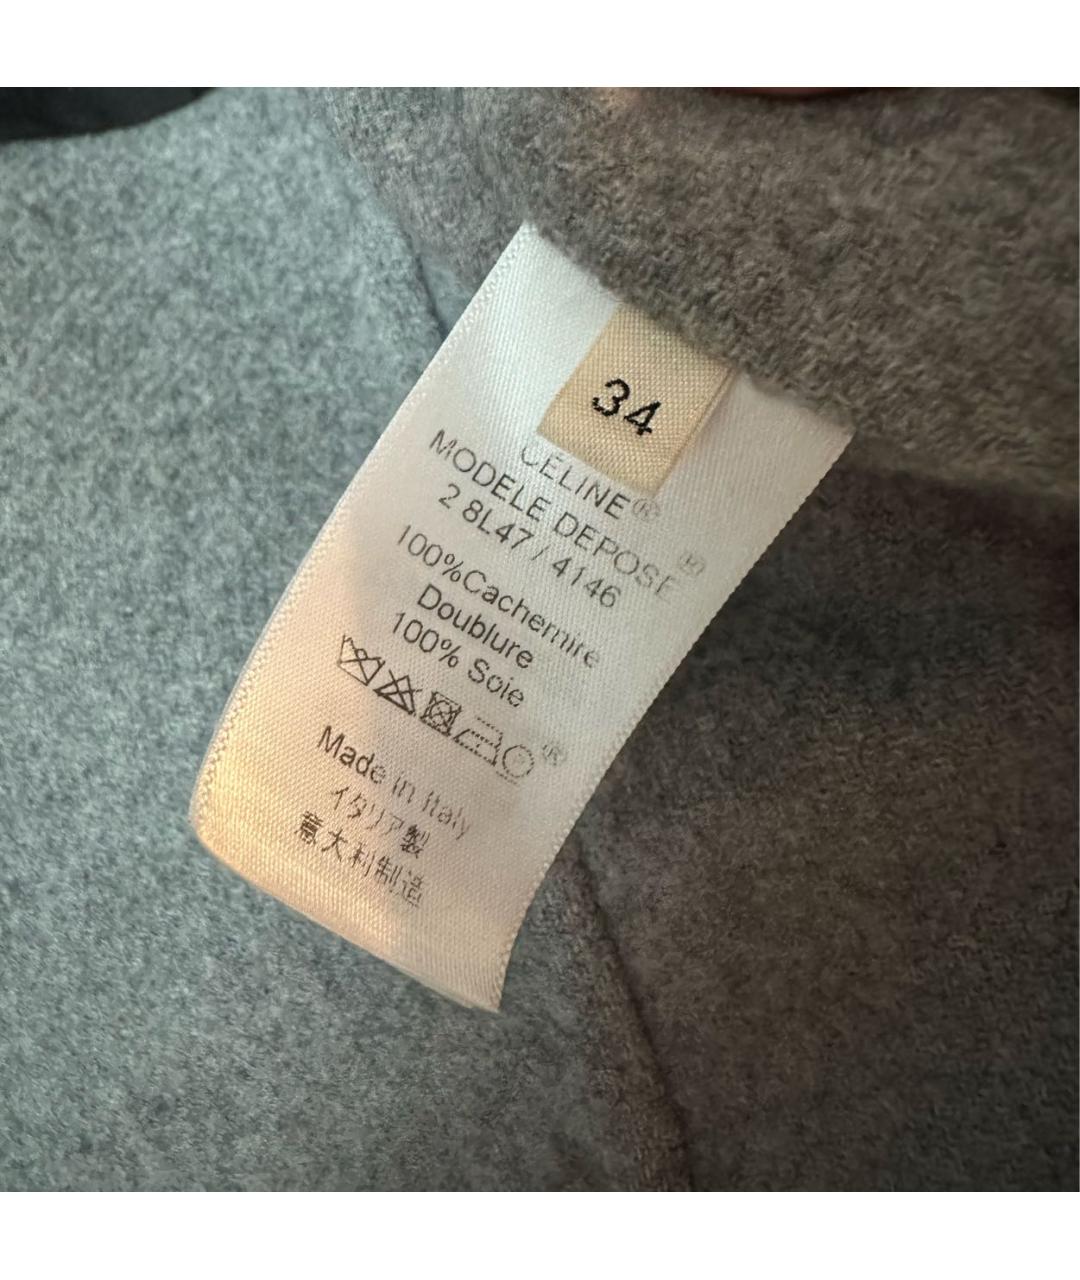 34
CÉLINE®
MODELE DEPOSE®
2 8L47 / 4146
100%Cachemire
Doublure
100% Soie
Made in Italy
イタリア製
意大利制造